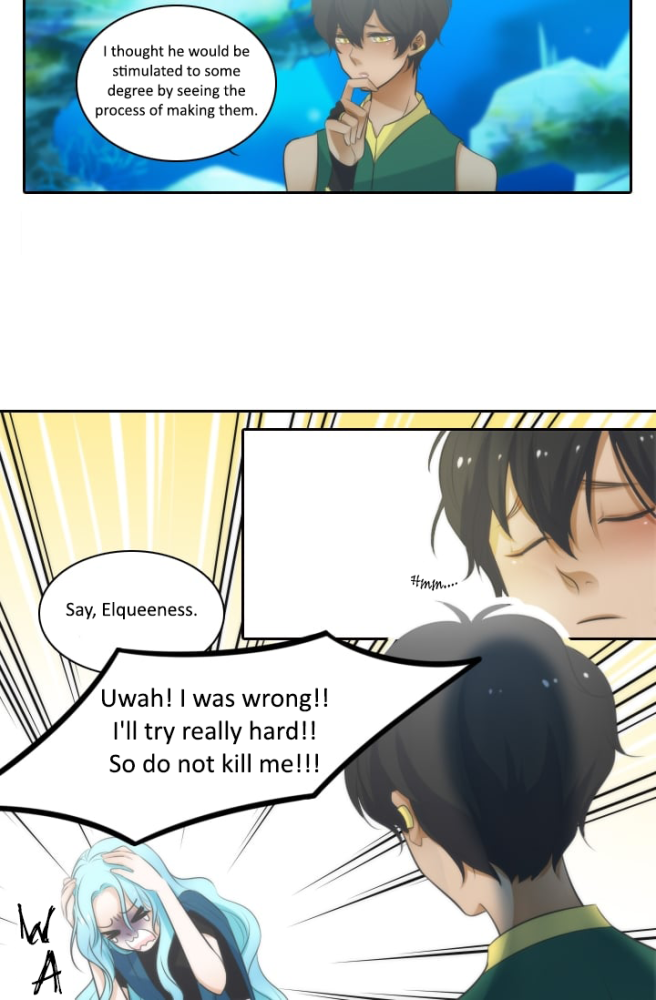 I thought he would be
stimulated to some
degree by seeing the
process of making them.
Hmm....
Say, Elqueeness.
Uwah! I was wrong!!
I'll try really hard!!
So do not kill me!!!
W
A